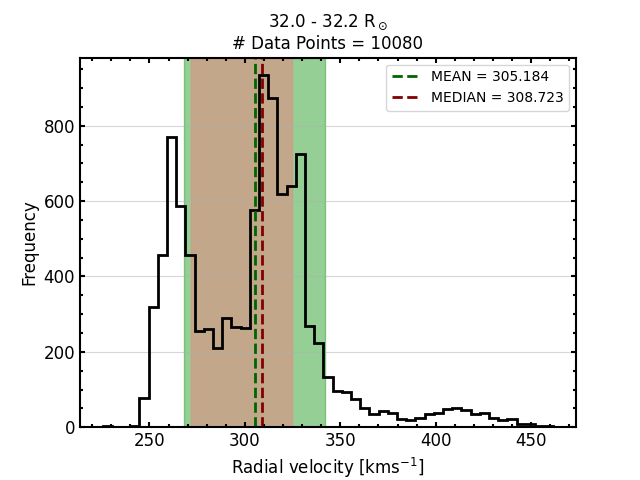 32.0 - 32.2 R⊙
# Data Points = 10080
MEAN = 305.184
MEDIAN = 308.723
800
600
400
200
0
Frequency
250 300 350 400 450
Radial velocity [kms⁻¹]